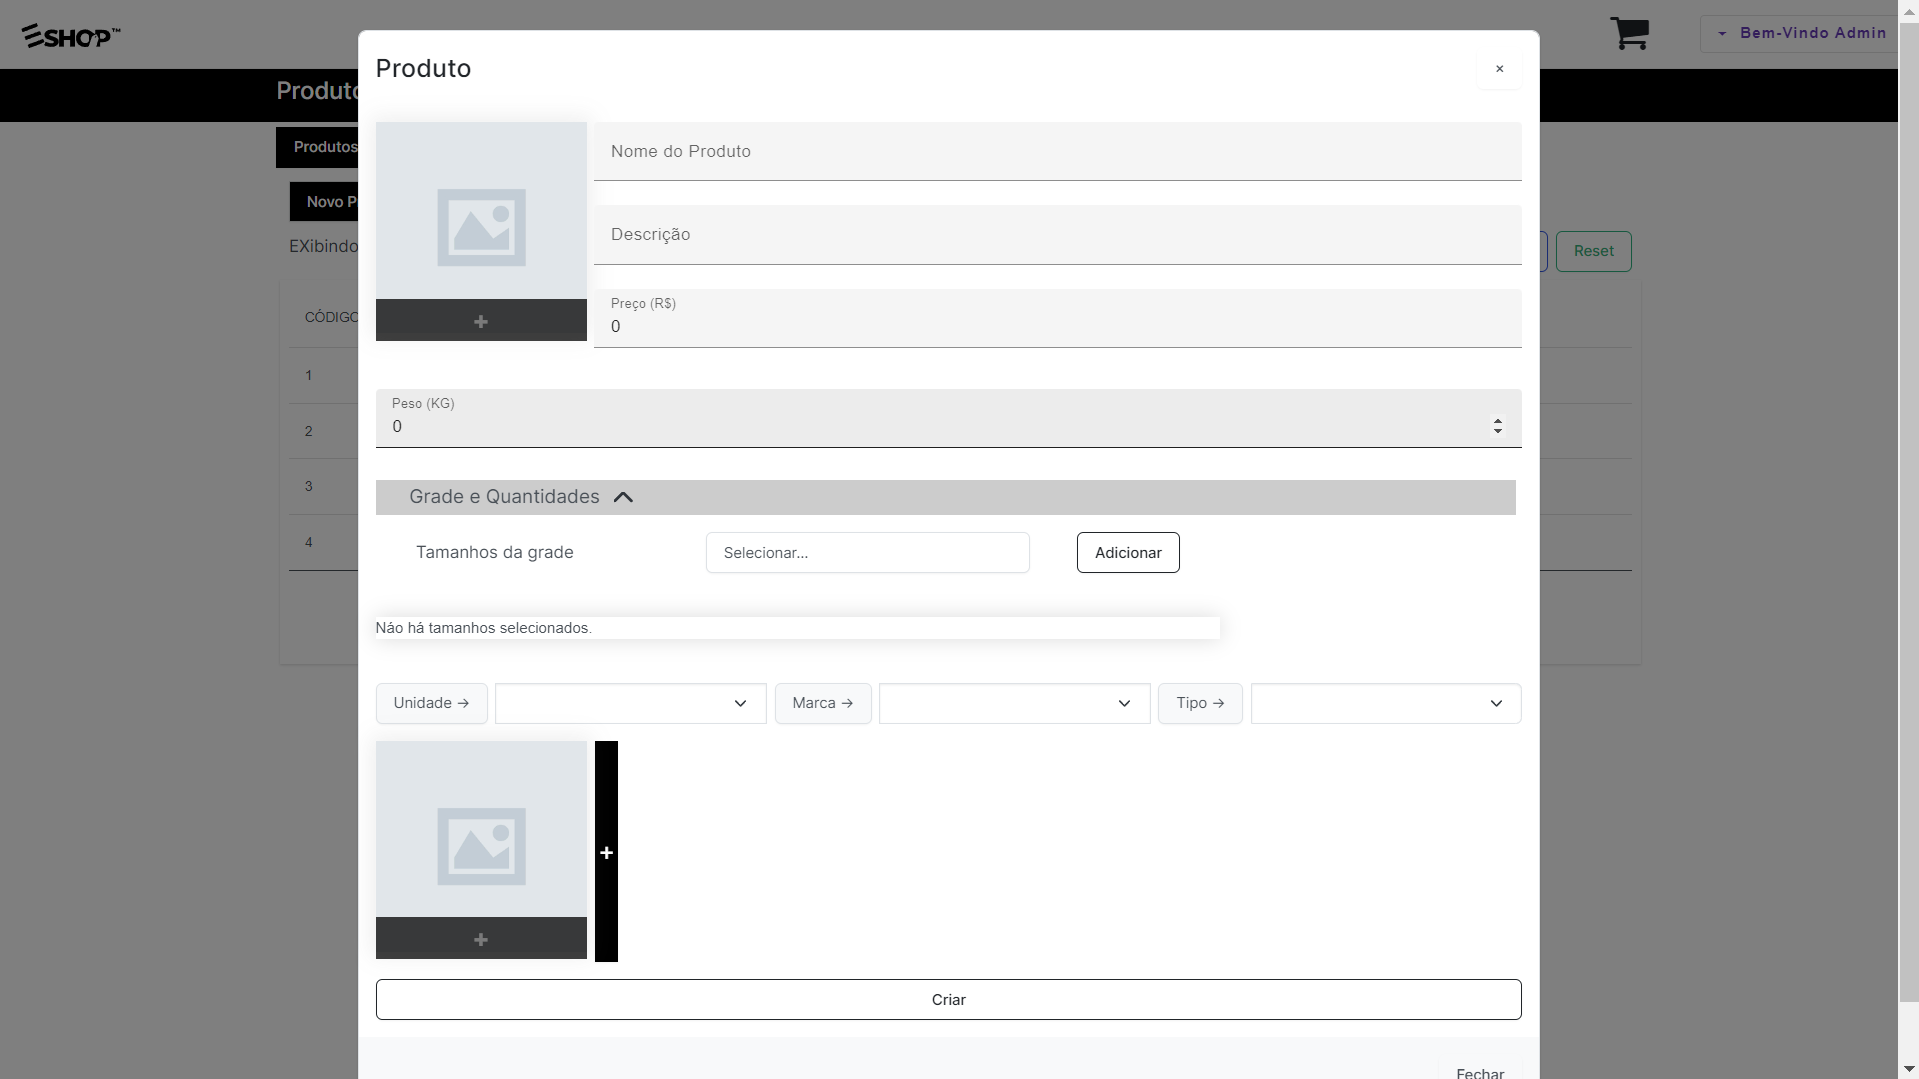 ESHOP™
Bem-Vindo Admin
Produto
Produto
×
Produtos
Nome do Produto
Novo P
Descrição
EXibindo
Reset
Preço (R$)
0
CÓDIGO
1
Peso (KG)
0
2
3
Grade e Quantidades
4
Tamanhos da grade
Selecionar...
Adicionar
Não há tamanhos selecionados.
Unidade →
Marca →
Tipo →
Criar
Fechar